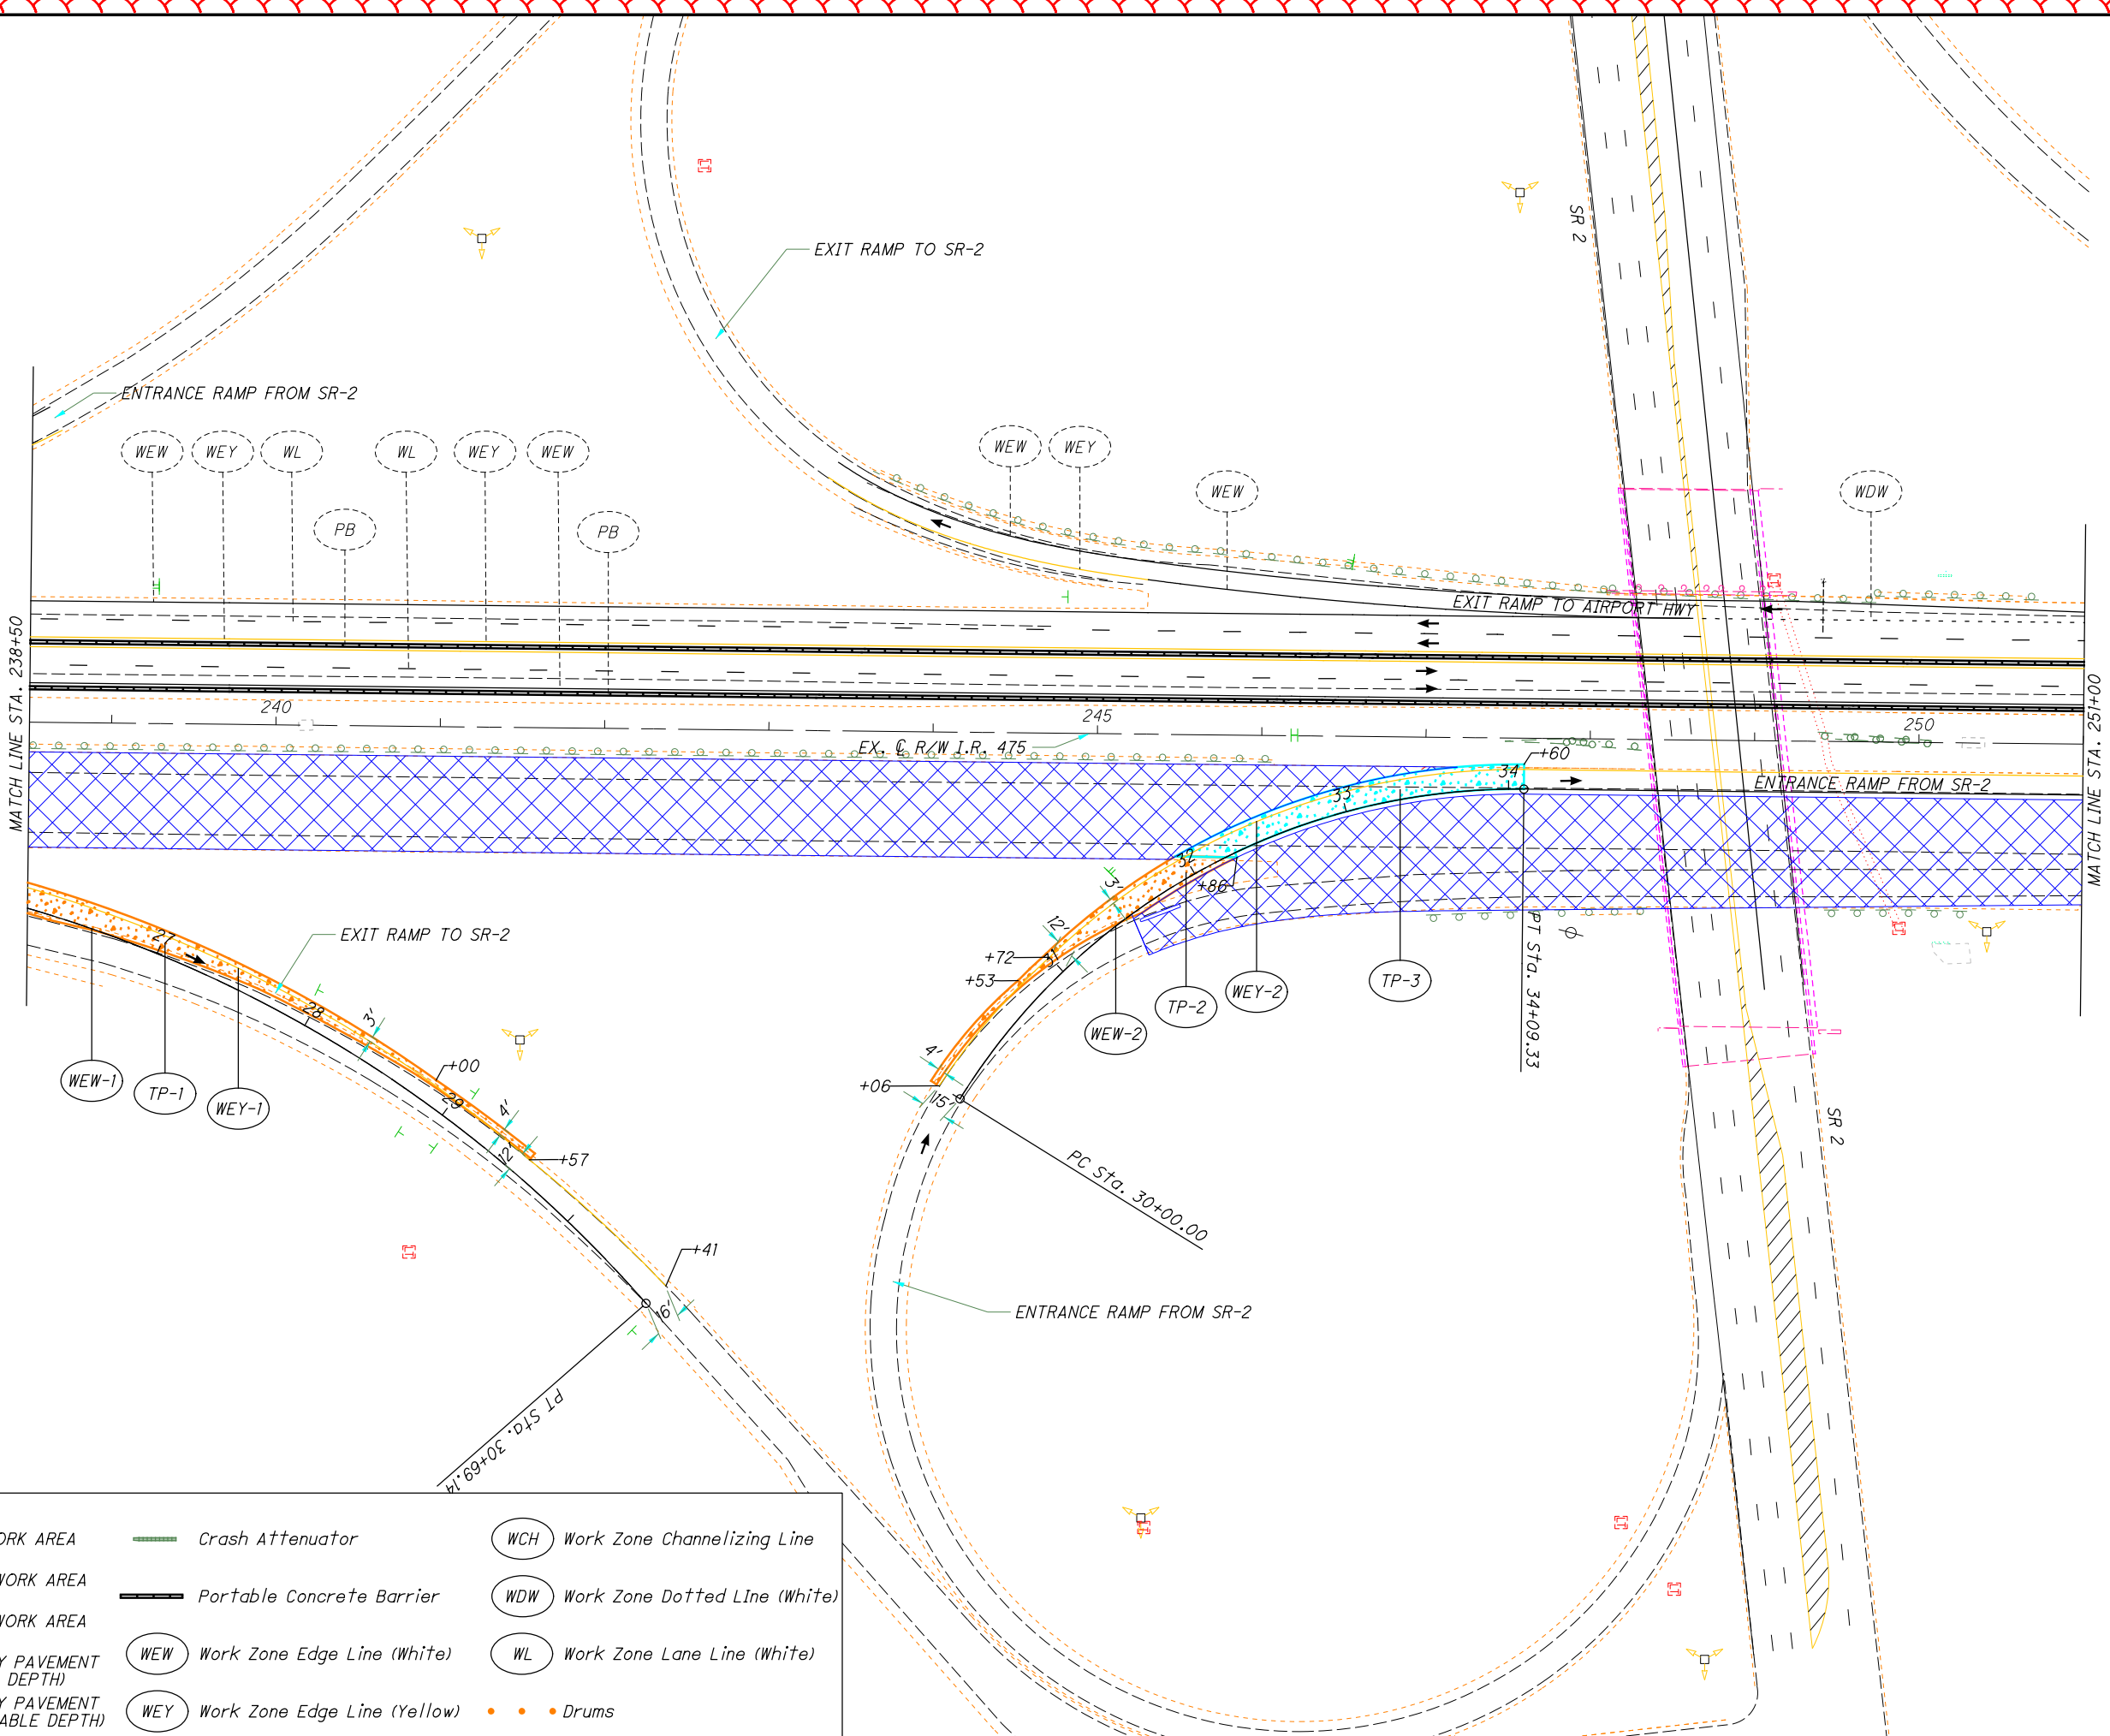 SR 2
EXIT RAMP TO SR-2
ENTRANCE RAMP FROM SR-2
WEW
WEY
WL
WL
WEY
WEW
WEW
WEY
WEW
WDW
PB
PB
EXIT RAMP TO AIRPORT HWY
MATCH LINE STA. 238+50
MATCH LINE STA. 251+00
240
245
250
EX. ℄ R/W I.R. 475
+60
34
ENTRANCE RAMP FROM SR-2
33
32
+86
3'
12'
+72
31
+53
4'
+06
15'
27
EXIT RAMP TO SR-2
28
3'
+00
29
4'
12'
+57
+41
16'
WEW-1
TP-1
WEY-1
WEW-2
TP-2
WEY-2
TP-3
PT Sta. 34+09.33
PC Sta. 30+00.00
PT Sta. 30+69.14
SR 2
ENTRANCE RAMP FROM SR-2
ORK AREA
WORK AREA
WORK AREA
Y PAVEMENT
DEPTH)
Y PAVEMENT
ABLE DEPTH)
Crash Attenuator
Portable Concrete Barrier
WEW Work Zone Edge Line (White)
WEY Work Zone Edge Line (Yellow)
WCH Work Zone Channelizing Line
WDW Work Zone Dotted LIne (White)
WL Work Zone Lane Line (White)
Drums